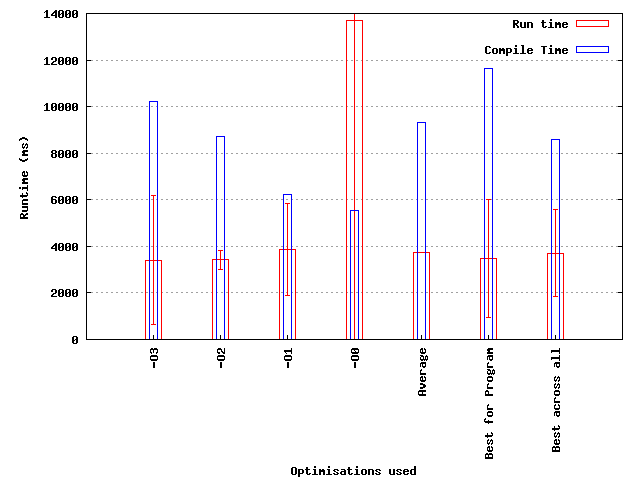 14000
12000
10000
8000
6000
4000
2000
0
Runtime (ms)
Run time
Compile Time
-O3
-O2
-O1
-O0
Average
Best for Program
Best across all
Optimisations used